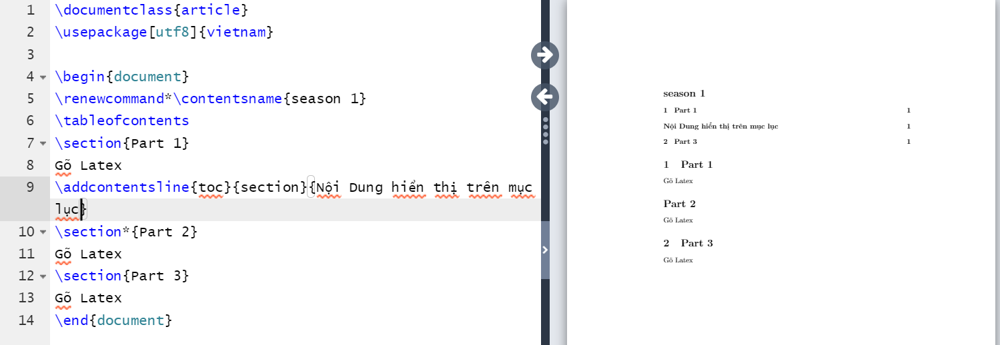 1 \documentclass{article}
2 \usepackage[utf8]{vietnam}
3
4 \begin{document}
5 \renewcommand*\contentsname{season 1}
6 \tableofcontents
7 \section{Part 1}
8 Gõ Latex
9 \addcontentsline{toc}{section}{Nội Dung hiển thị trên mục
lục}
10 \section*{Part 2}
11 Gõ Latex
12 \section{Part 3}
13 Gõ Latex
14 \end{document}
season 1
1 Part 1 1
Nội Dung hiển thị trên mục lục 1
2 Part 3 1
1 Part 1
Gõ Latex
Part 2
Gõ Latex
2 Part 3
Gõ Latex